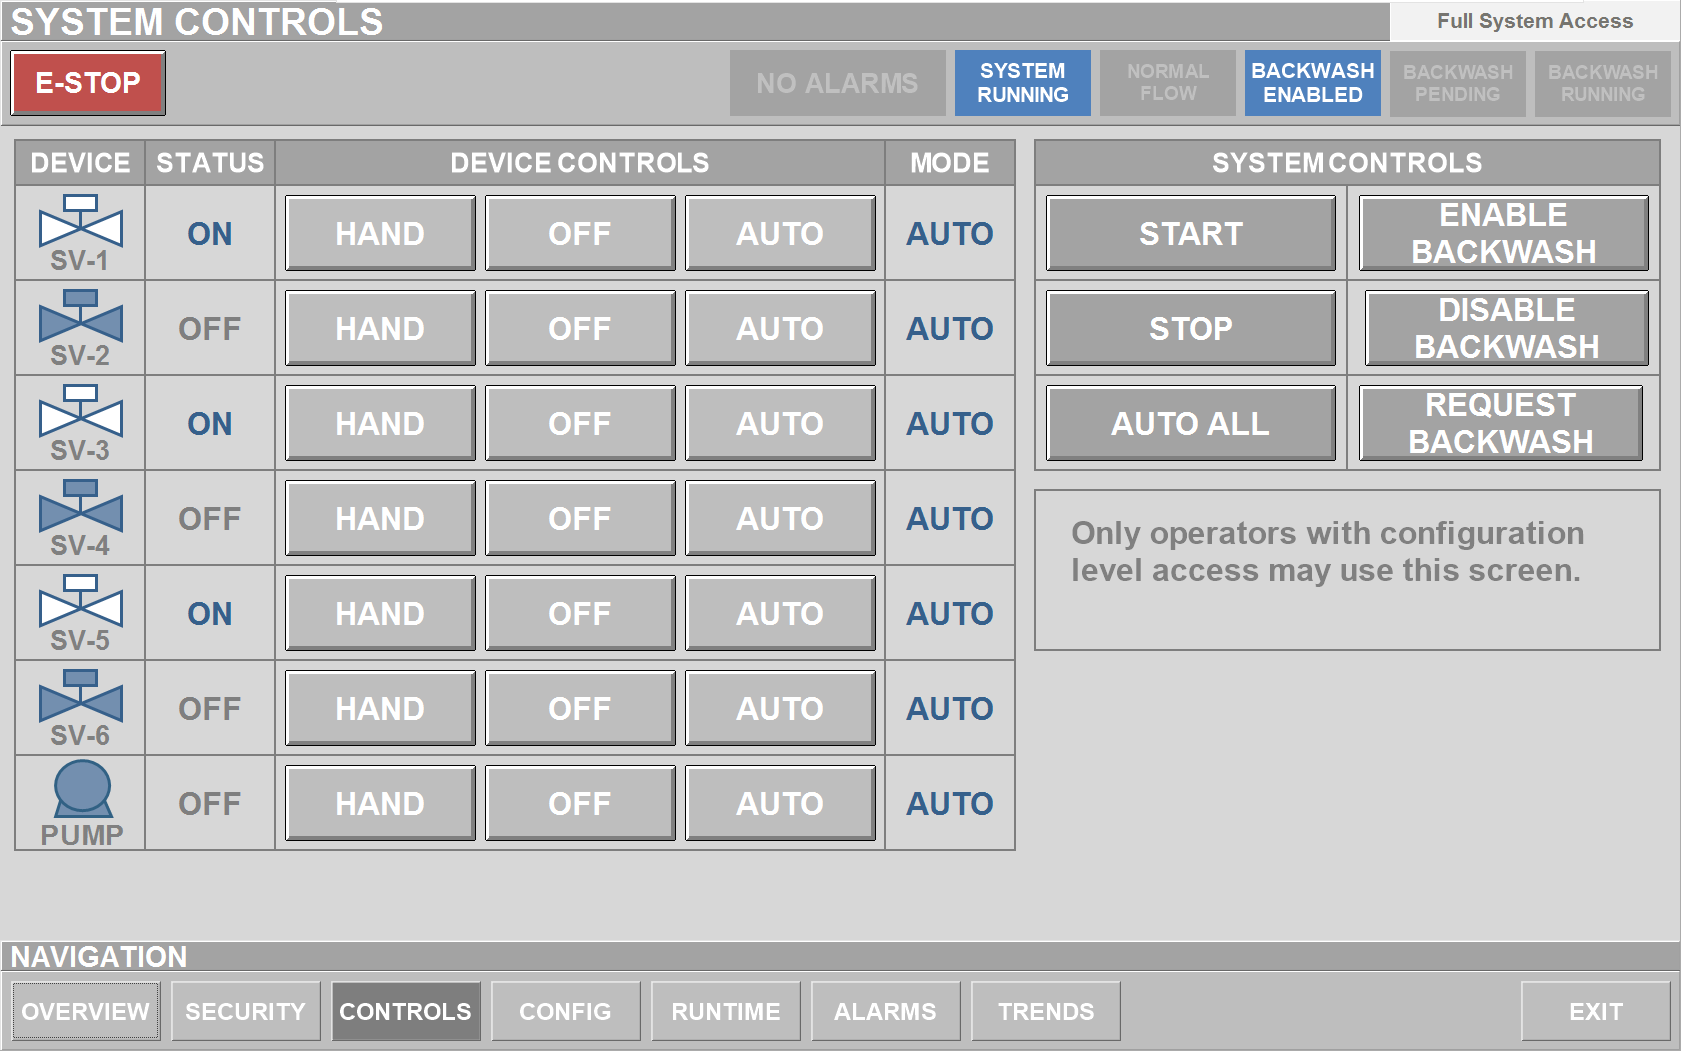 SYSTEM CONTROLS
Full System Access
E-STOP
NO ALARMS
SYSTEM
RUNNING
NORMAL
FLOW
BACKWASH
ENABLED
BACKWASH
PENDING
BACKWASH
RUNNING
DEVICE STATUS DEVICE CONTROLS MODE
SV-1 ON HAND OFF AUTO AUTO
SV-2 OFF HAND OFF AUTO AUTO
SV-3 ON HAND OFF AUTO AUTO
SV-4 OFF HAND OFF AUTO AUTO
SV-5 ON HAND OFF AUTO AUTO
SV-6 OFF HAND OFF AUTO AUTO
PUMP OFF HAND OFF AUTO AUTO
SYSTEM CONTROLS
START
ENABLE
BACKWASH
STOP
DISABLE
BACKWASH
AUTO ALL
REQUEST
BACKWASH
Only operators with configuration
level access may use this screen.
NAVIGATION
OVERVIEW SECURITY CONTROLS CONFIG RUNTIME ALARMS TRENDS EXIT